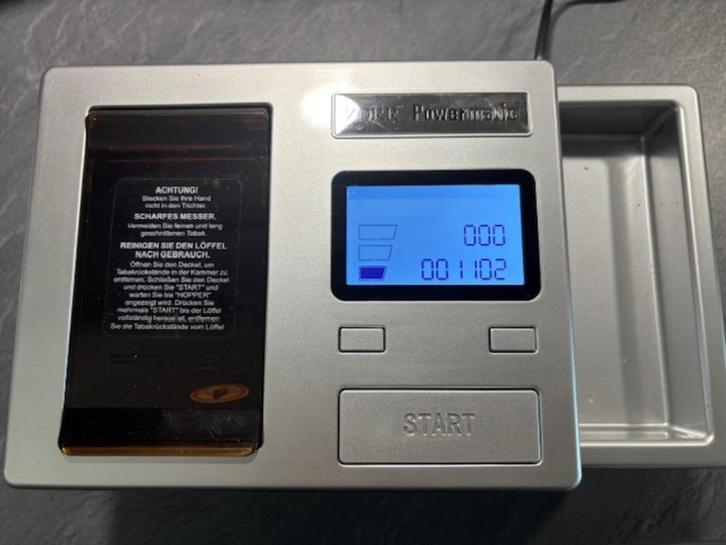 Powermatic
ACHTUNG!
Stecken Sie Ihre Hand
nicht in den Trichter.
SCHARFES MESSER.
Vermeiden Sie feinen und lang
geschnittenen Tabak.
REINIGEN SIE DEN LÖFFEL
NACH GEBRAUCH.
Öffnen Sie den Deckel, um
Tabakrückstände in der Kammer zu
entfernen. Schließen Sie den Deckel
und drücken Sie "START" und
warten Sie bis "HOPPER"
angezeigt wird. Drücken Sie
mehrmals "START" bis der Löffel
vollständig heraus ist, entfernen
Sie die Tabakrückstände vom Löffel
000
001102
START